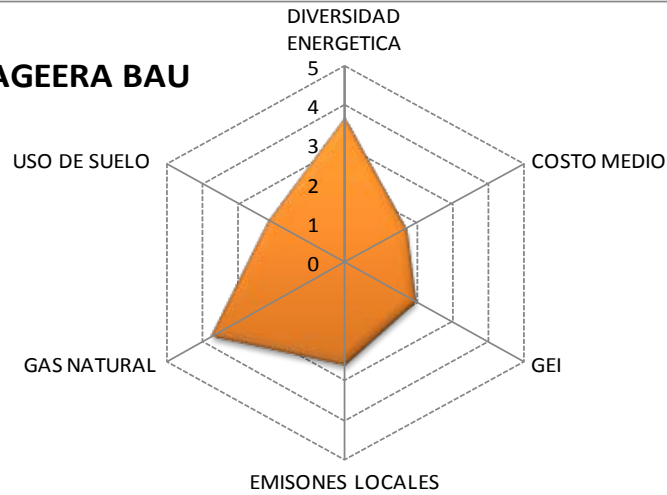 DIVERSIDAD
ENERGETICA
AGEERA BAU
5
4
3
2
1
0
USO DE SUELO
COSTO MEDIO
GAS NATURAL
GEI
EMISONES LOCALES